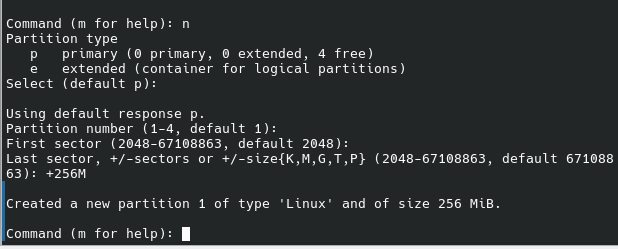 Command (m for help): n
Partition type
   p   primary (0 primary, 0 extended, 4 free)
   e   extended (container for logical partitions)
Select (default p):
Using default response p.
Partition number (1-4, default 1):
First sector (2048-67108863, default 2048):
Last sector, +/-sectors or +/-size{K,M,G,T,P} (2048-67108863, default 671088
63): +256M
Created a new partition 1 of type 'Linux' and of size 256 MiB.
Command (m for help):